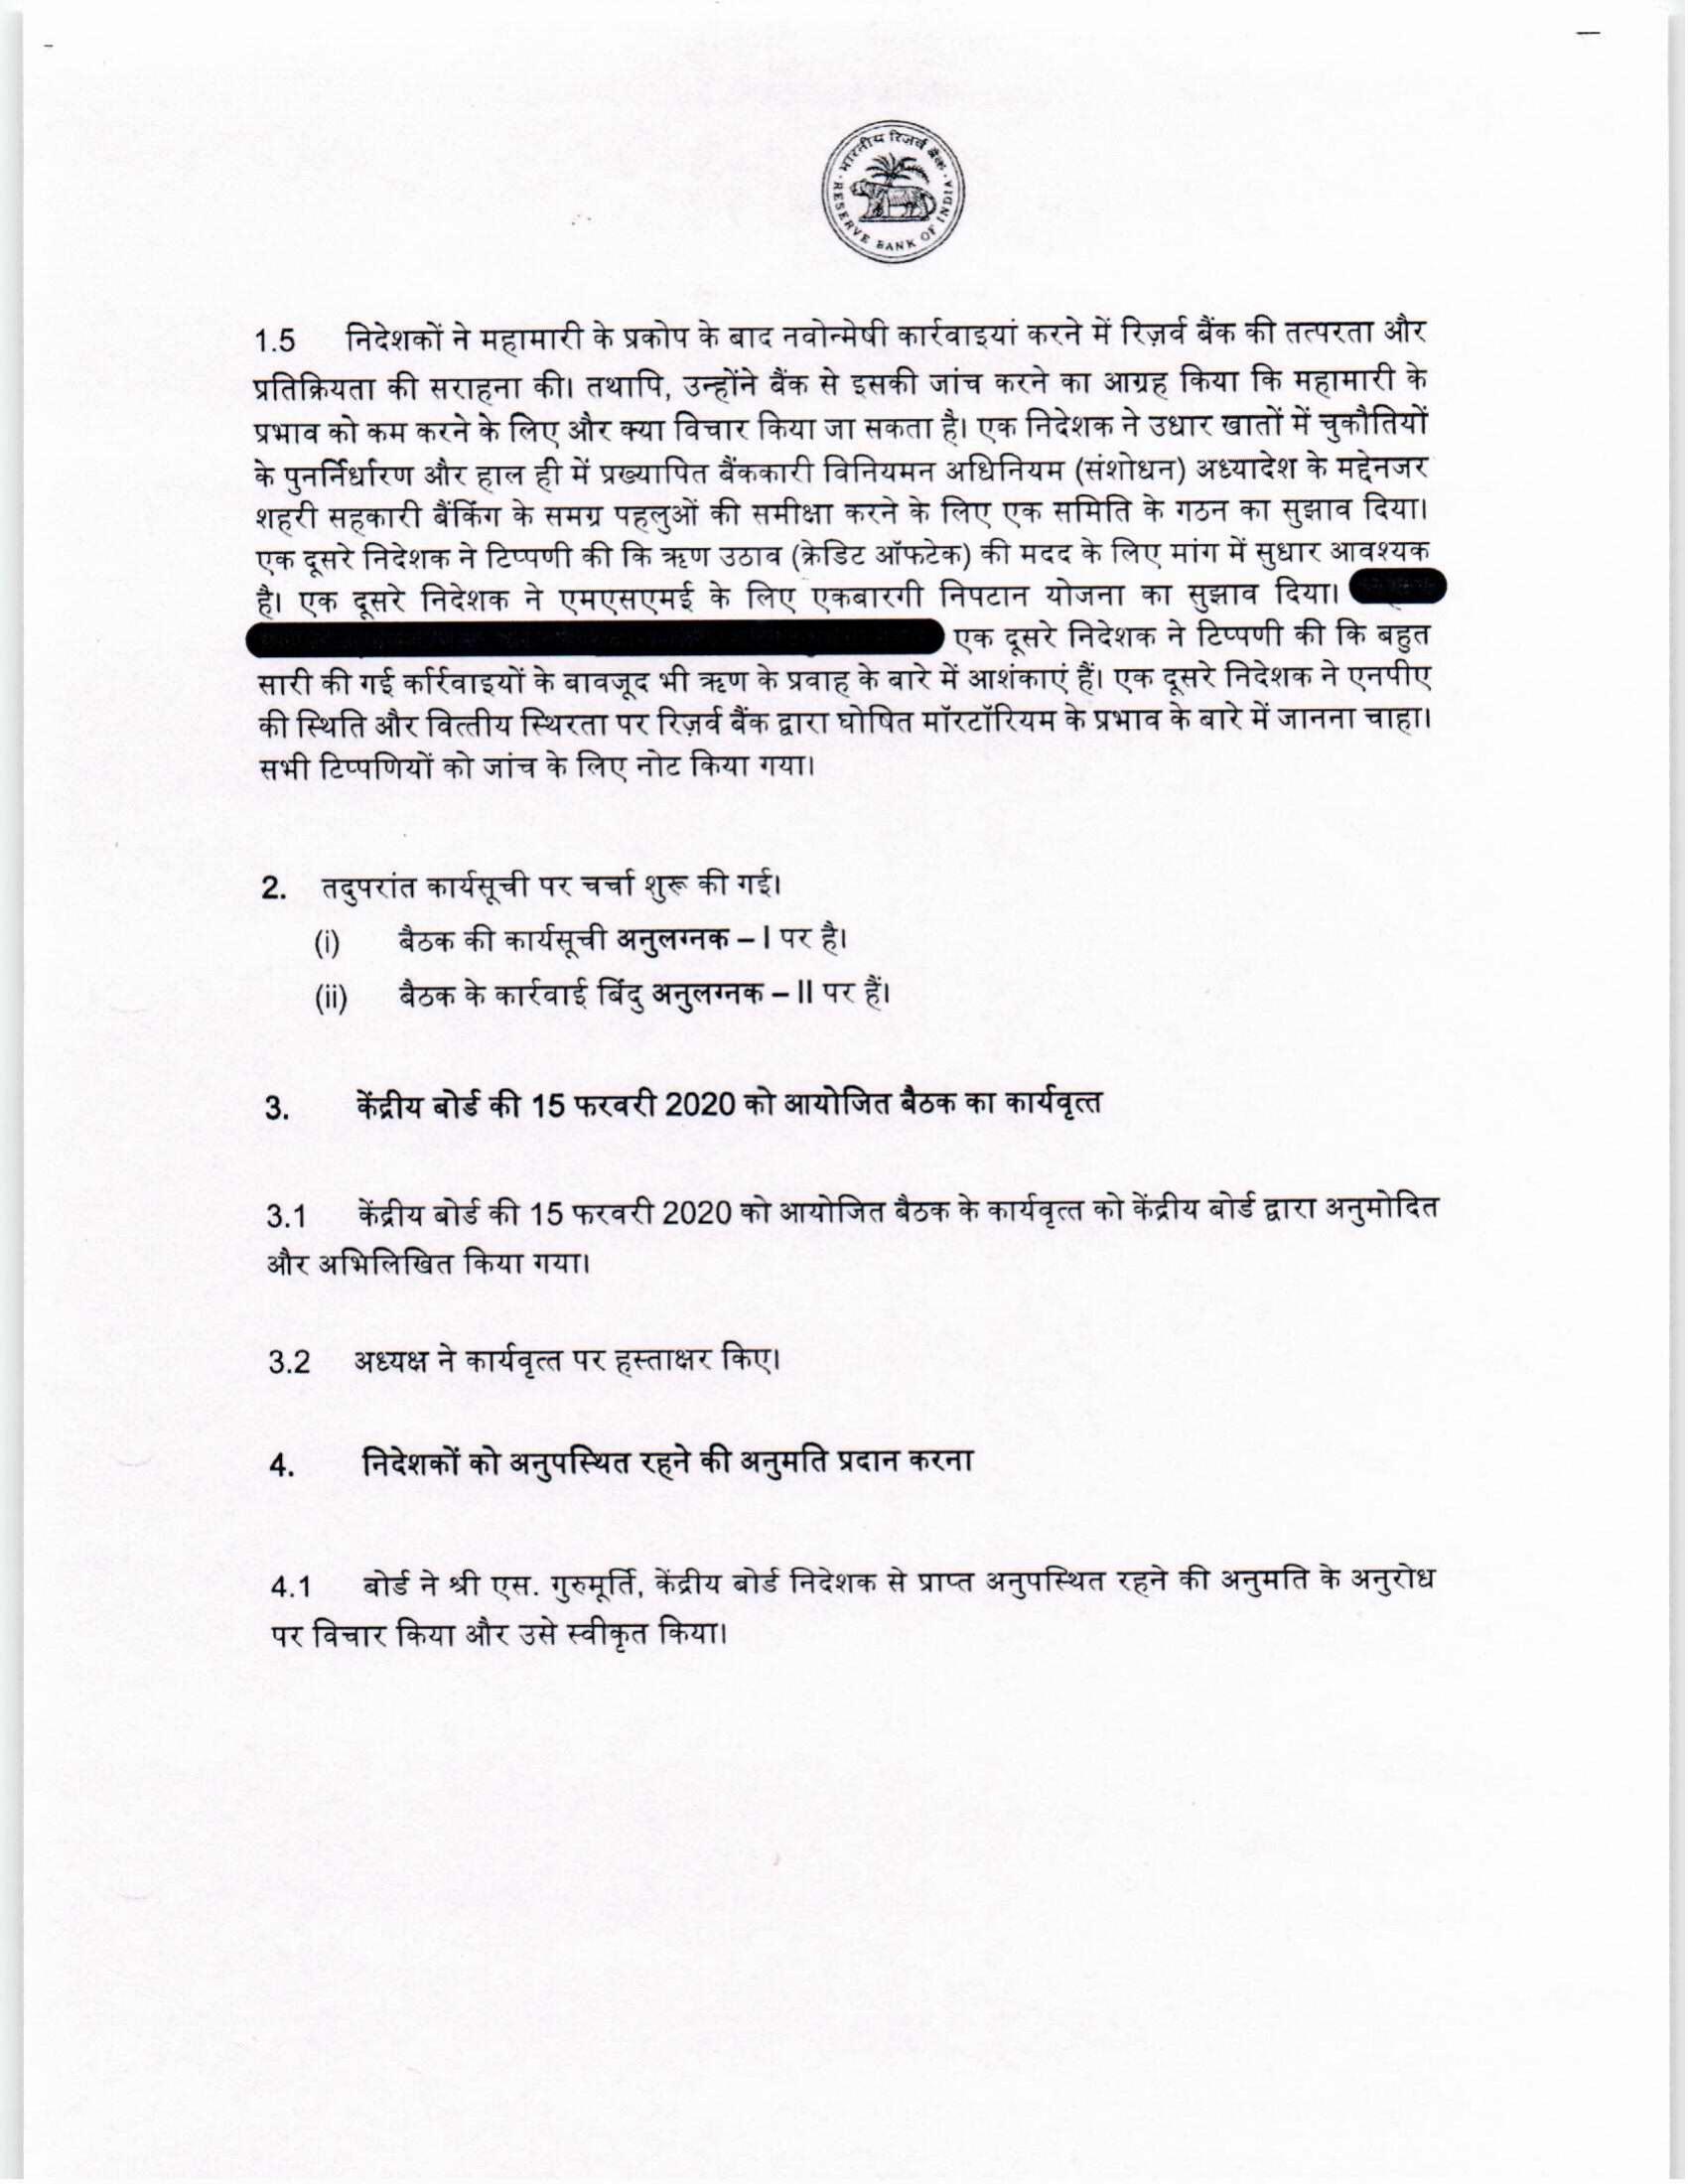 भारतीय रिज़र्व बैंक
RESERVE BANK OF INDIA
1.5 निदेशकों ने महामारी के प्रकोप के बाद नवोन्मेषी कार्रवाइयां करने में रिज़र्व बैंक की तत्परता और
प्रतिक्रियता की सराहना की। तथापि, उन्होंने बैंक से इसकी जांच करने का आग्रह किया कि महामारी के
प्रभाव को कम करने के लिए और क्या विचार किया जा सकता है। एक निदेशक ने उधार खातों में चुकौतियों
के पुनर्निर्धारण और हाल ही में प्रख्यापित बैंककारी विनियमन अधिनियम (संशोधन) अध्यादेश के मद्देनजर
शहरी सहकारी बैंकिंग के समग्र पहलुओं की समीक्षा करने के लिए एक समिति के गठन का सुझाव दिया।
एक दूसरे निदेशक ने टिप्पणी की कि ऋण उठाव (क्रेडिट ऑफटेक) की मदद के लिए मांग में सुधार आवश्यक
है। एक दूसरे निदेशक ने एमएसएमई के लिए एकबारगी निपटान योजना का सुझाव दिया।
एक दूसरे निदेशक ने टिप्पणी की कि बहुत
सारी की गई कर्रिवाइयों के बावजूद भी ऋण के प्रवाह के बारे में आशंकाएं हैं। एक दूसरे निदेशक ने एनपीए
की स्थिति और वित्तीय स्थिरता पर रिज़र्व बैंक द्वारा घोषित मॉरटॉरियम के प्रभाव के बारे में जानना चाहा।
सभी टिप्पणियों को जांच के लिए नोट किया गया।
2. तदुपरांत कार्यसूची पर चर्चा शुरू की गई।
(i) बैठक की कार्यसूची अनुलग्नक – I पर है।
(ii) बैठक के कार्रवाई बिंदु अनुलग्नक – II पर हैं।
3. केंद्रीय बोर्ड की 15 फरवरी 2020 को आयोजित बैठक का कार्यवृत्त
3.1 केंद्रीय बोर्ड की 15 फरवरी 2020 को आयोजित बैठक के कार्यवृत्त को केंद्रीय बोर्ड द्वारा अनुमोदित
और अभिलिखित किया गया।
3.2 अध्यक्ष ने कार्यवृत्त पर हस्ताक्षर किए।
4. निदेशकों को अनुपस्थित रहने की अनुमति प्रदान करना
4.1 बोर्ड ने श्री एस. गुरुमूर्ति, केंद्रीय बोर्ड निदेशक से प्राप्त अनुपस्थित रहने की अनुमति के अनुरोध
पर विचार किया और उसे स्वीकृत किया।